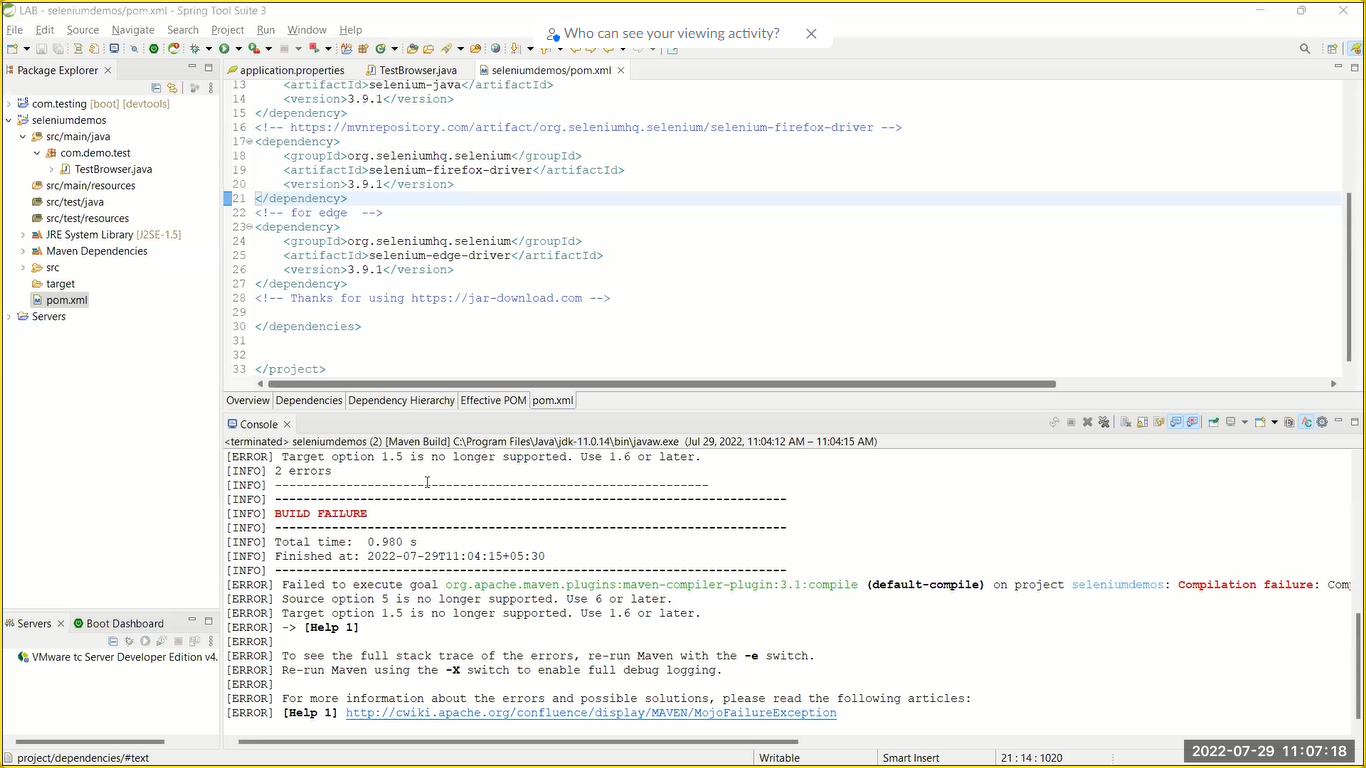 LAB - seleniumdemos/pom.xml - Spring Tool Suite 3
File Edit Source Navigate Search Project Run Window Help
Who can see your viewing activity?
Package Explorer
application.properties
TestBrowser.java
seleniumdemos/pom.xml
com.testing [boot] [devtools]
seleniumdemos
src/main/java
com.demo.test
TestBrowser.java
src/main/resources
src/test/java
src/test/resources
JRE System Library [J2SE-1.5]
Maven Dependencies
src
target
pom.xml
Servers
13 <artifactId>selenium-java</artifactId>
14 <version>3.9.1</version>
15 </dependency>
16 <!-- https://mvnrepository.com/artifact/org.seleniumhq.selenium/selenium-firefox-driver -->
17 <dependency>
18 <groupId>org.seleniumhq.selenium</groupId>
19 <artifactId>selenium-firefox-driver</artifactId>
20 <version>3.9.1</version>
21 </dependency>
22 <!-- for edge  -->
23 <dependency>
24 <groupId>org.seleniumhq.selenium</groupId>
25 <artifactId>selenium-edge-driver</artifactId>
26 <version>3.9.1</version>
27 </dependency>
28 <!-- Thanks for using https://jar-download.com -->
29
30 </dependencies>
31
32
33 </project>
Overview Dependencies Dependency Hierarchy Effective POM pom.xml
Console
<terminated> seleniumdemos (2) [Maven Build] C:\Program Files\Java\jdk-11.0.14\bin\javaw.exe (Jul 29, 2022, 11:04:12 AM – 11:04:15 AM)
[ERROR] Target option 1.5 is no longer supported. Use 1.6 or later.
[INFO] 2 errors
[INFO] -------------------------------------------------------------
[INFO] ------------------------------------------------------------------------
[INFO] BUILD FAILURE
[INFO] ------------------------------------------------------------------------
[INFO] Total time:  0.980 s
[INFO] Finished at: 2022-07-29T11:04:15+05:30
[INFO] ------------------------------------------------------------------------
[ERROR] Failed to execute goal org.apache.maven.plugins:maven-compiler-plugin:3.1:compile (default-compile) on project seleniumdemos: Compilation failure: Comp
[ERROR] Source option 5 is no longer supported. Use 6 or later.
[ERROR] Target option 1.5 is no longer supported. Use 1.6 or later.
[ERROR] -> [Help 1]
[ERROR]
[ERROR] To see the full stack trace of the errors, re-run Maven with the -e switch.
[ERROR] Re-run Maven using the -X switch to enable full debug logging.
[ERROR]
[ERROR] For more information about the errors and possible solutions, please read the following articles:
[ERROR] [Help 1] http://cwiki.apache.org/confluence/display/MAVEN/MojoFailureException
Servers
Boot Dashboard
VMware tc Server Developer Edition v4.
project/dependencies/#text
Writable
Smart Insert
21 : 14 : 1020
2022-07-29 11:07:18